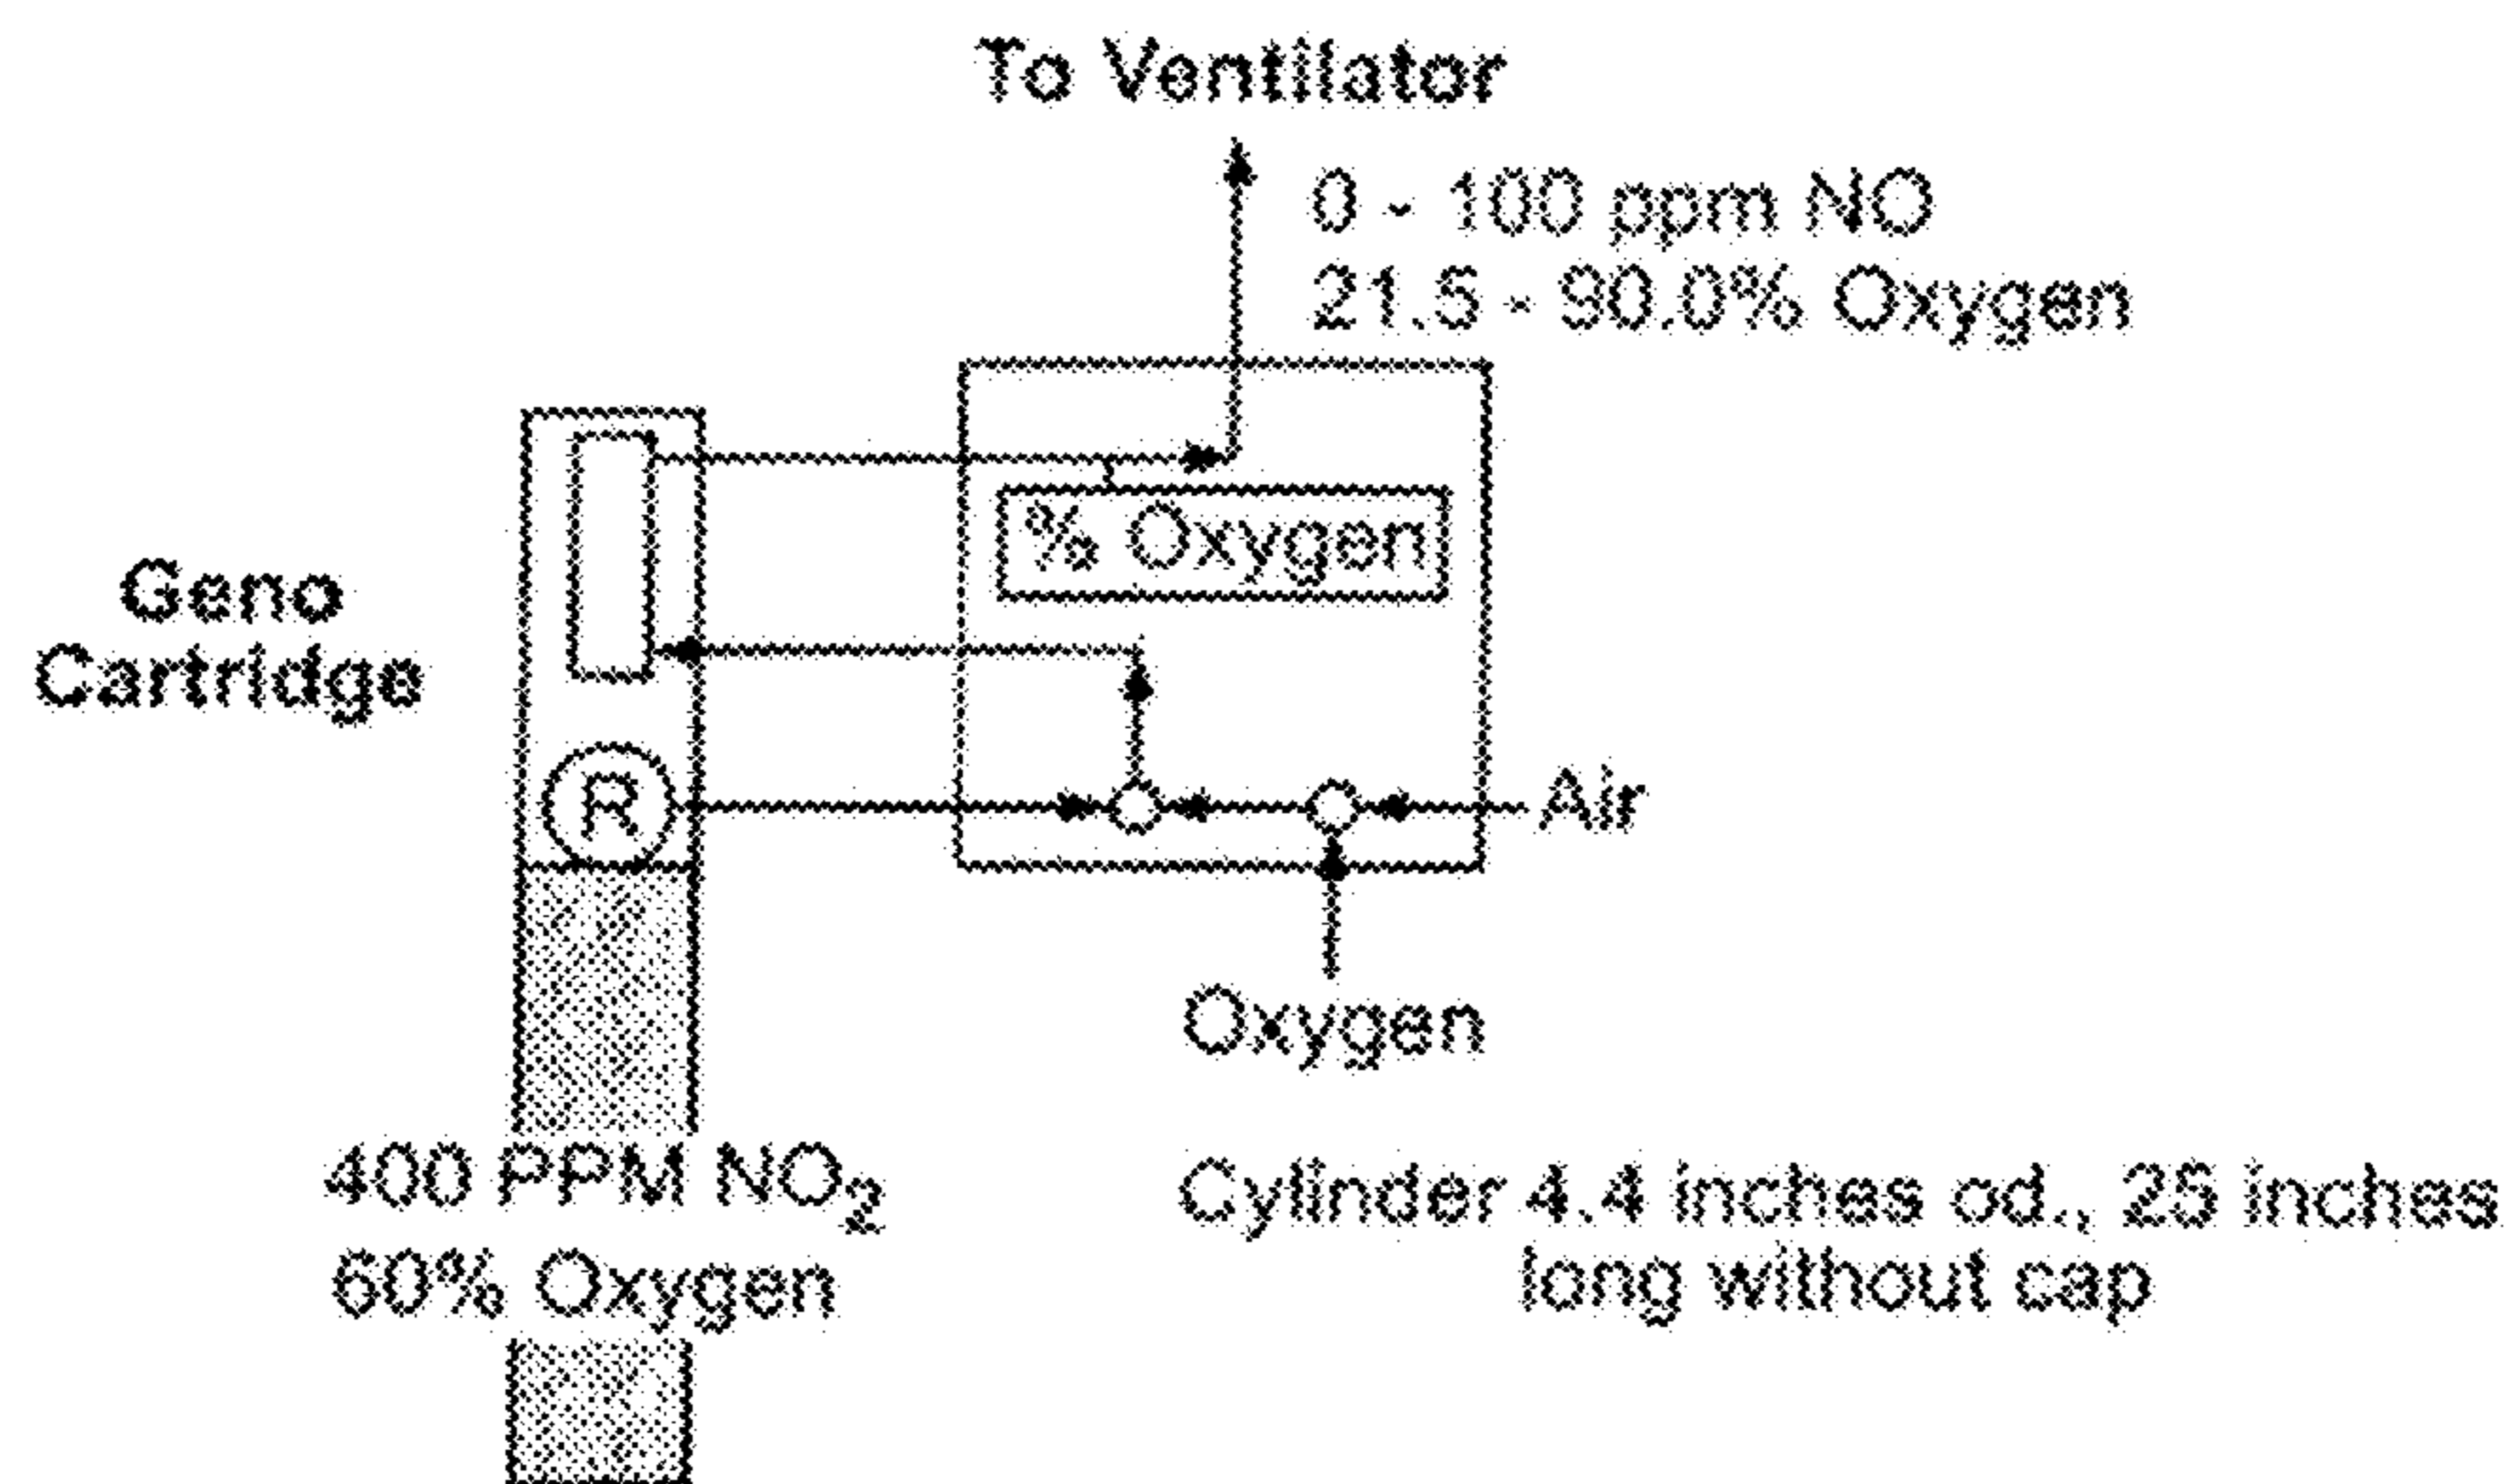 To Ventilator
0 - 100 ppm NO
21.5 - 90.0% Oxygen
% Oxygen
Geno
Cartridge
R
Air
Oxygen
400 PPM NO₂
60% Oxygen
Cylinder 4.4 inches od., 25 inches
long without cap